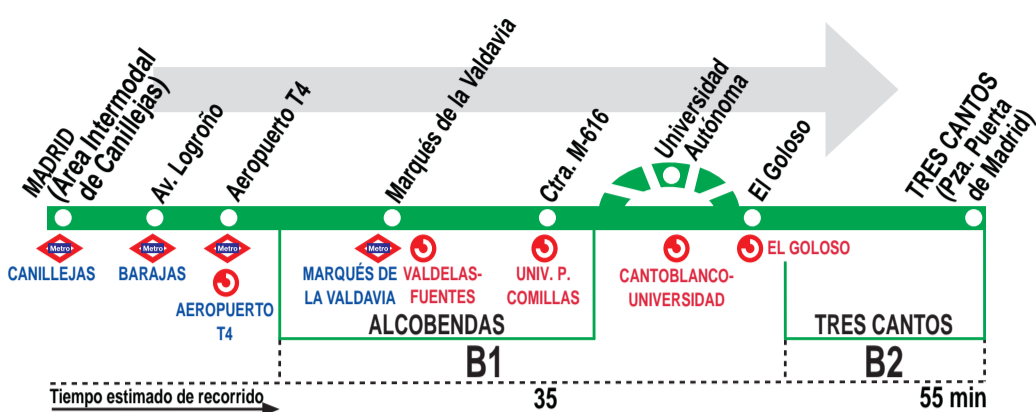 MADRID
(Área Intermodal
de Canillejas)
Av. Logroño
Aeropuerto T4
Marqués de la Valdavia
Ctra. M-616
Universidad
Autónoma
El Goloso
TRES CANTOS
(Pza. Puerta
de Madrid)
Metro
Metro
Metro
Metro
CANILLEJAS
BARAJAS
AEROPUERTO
T4
MARQUÉS DE
LA VALDAVIA
VALDELAS-
FUENTES
UNIV. P.
COMILLAS
CANTOBLANCO-
UNIVERSIDAD
EL GOLOSO
ALCOBENDAS
TRES CANTOS
B1
B2
Tiempo estimado de recorrido
35
55 min